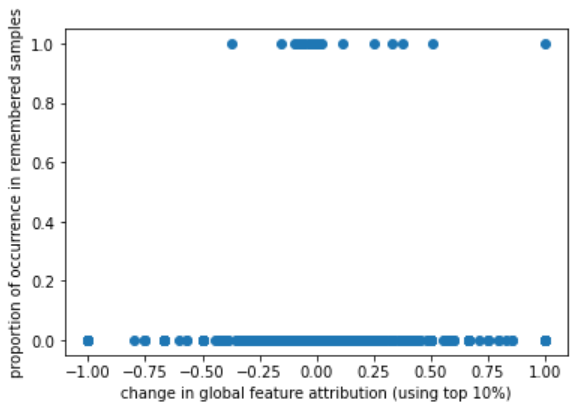 proportion of occurrence in remembered samples
1.0
0.8
0.6
0.4
0.2
0.0
−1.00 −0.75 −0.50 −0.25 0.00 0.25 0.50 0.75 1.00
change in global feature attribution (using top 10%)